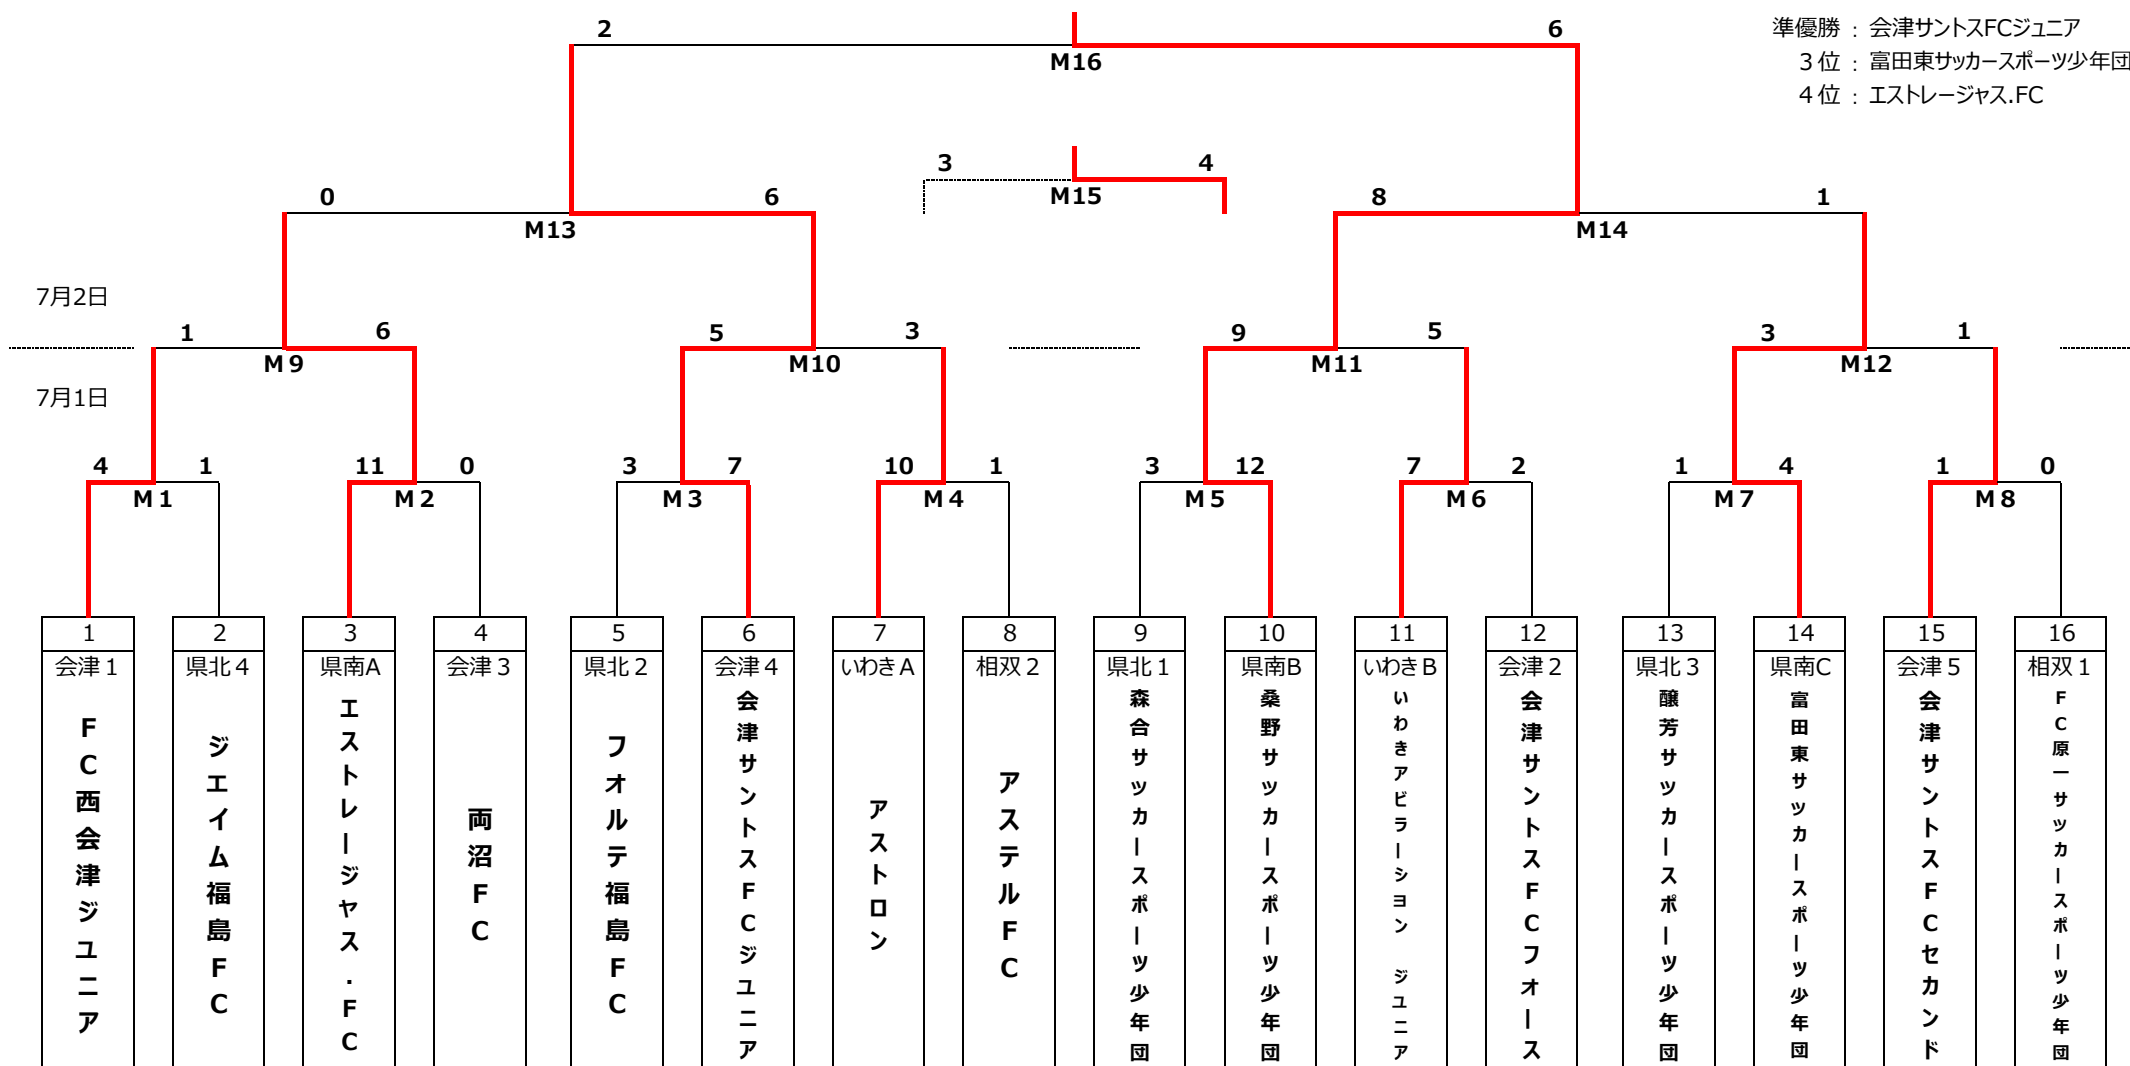 2
6
M16
準優勝 : 会津サントスFCジュニア
３位 : 富田東サッカースポーツ少年団
４位 : エストレージャス.FC
3
4
M15
0
6
M13
8
1
M14
7月2日
1
6
M９
5
3
M10
9
5
M11
3
1
M12
7月1日
4
1
M１
11
0
M２
3
7
M３
10
1
M４
3
12
M５
7
2
M６
1
4
M７
1
0
M８
1
会津１
FC西会津ジュニア
2
県北４
ジェイム福島FC
3
県南A
エストレージャス.FC
4
会津３
両沼FC
5
県北２
フォルテ福島FC
6
会津４
会津サントスFCジュニア
7
いわきA
アストロン
8
相双２
アステルFC
9
県北１
森合サッカースポーツ少年団
10
県南B
桑野サッカースポーツ少年団
11
いわきB
いわきアビラーション ジュニア
12
会津２
会津サントスFCフォース
13
県北３
醸芳サッカースポーツ少年団
14
県南C
富田東サッカースポーツ少年団
15
会津５
会津サントスFCセカンド
16
相双１
FC原一サッカースポーツ少年団